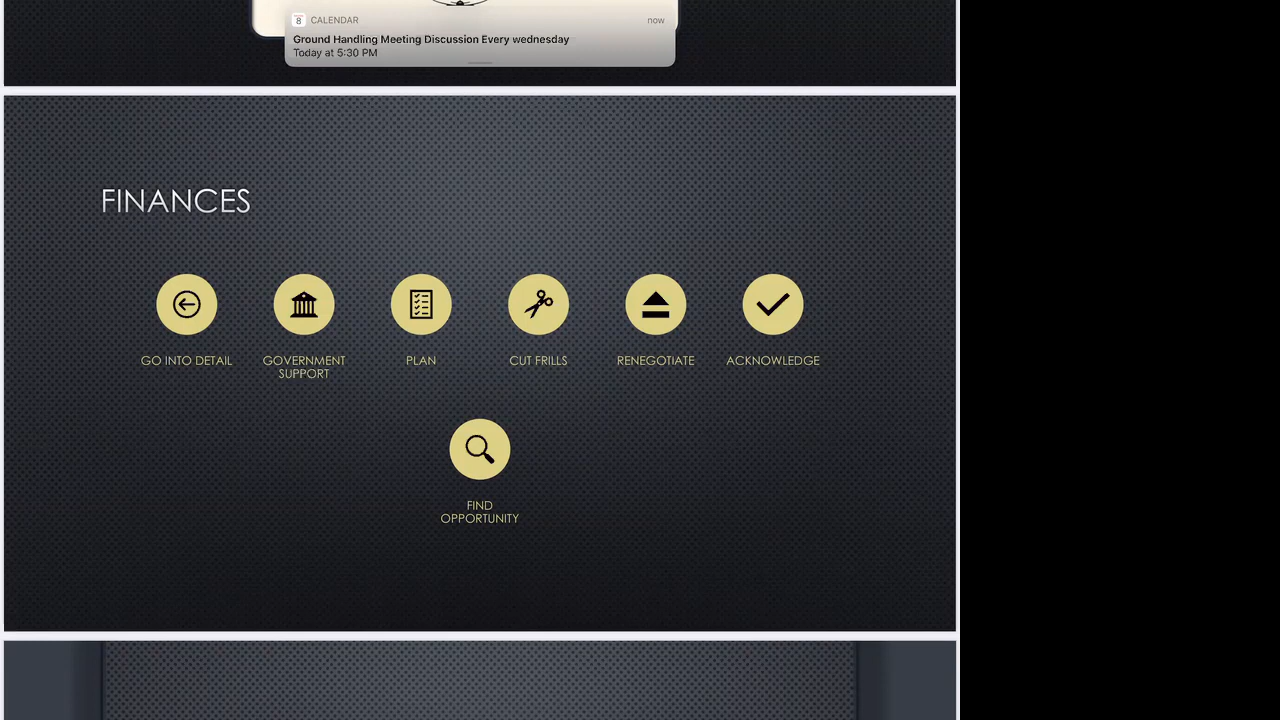 8 CALENDAR now
Ground Handling Meeting Discussion Every wednesday
Today at 5:30 PM
FINANCES
GO INTO DETAIL
GOVERNMENT
SUPPORT
PLAN
CUT FRILLS
RENEGOTIATE
ACKNOWLEDGE
FIND
OPPORTUNITY